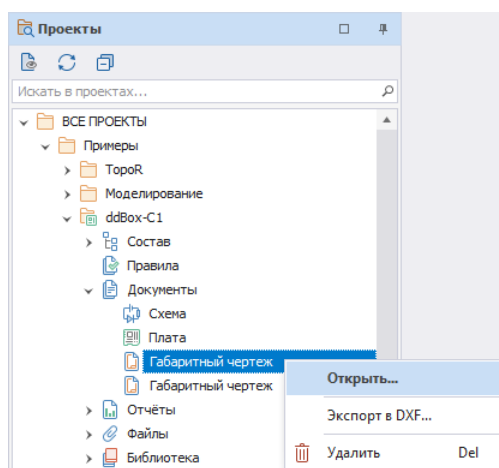 Проекты
Искать в проектах...
ВСЕ ПРОЕКТЫ
Примеры
TopoR
Моделирование
ddBox-C1
Состав
Правила
Документы
Схема
Плата
Габаритный чертеж
Габаритный чертеж
Отчёты
Файлы
Библиотека
Открыть...
Экспорт в DXF...
Удалить Del